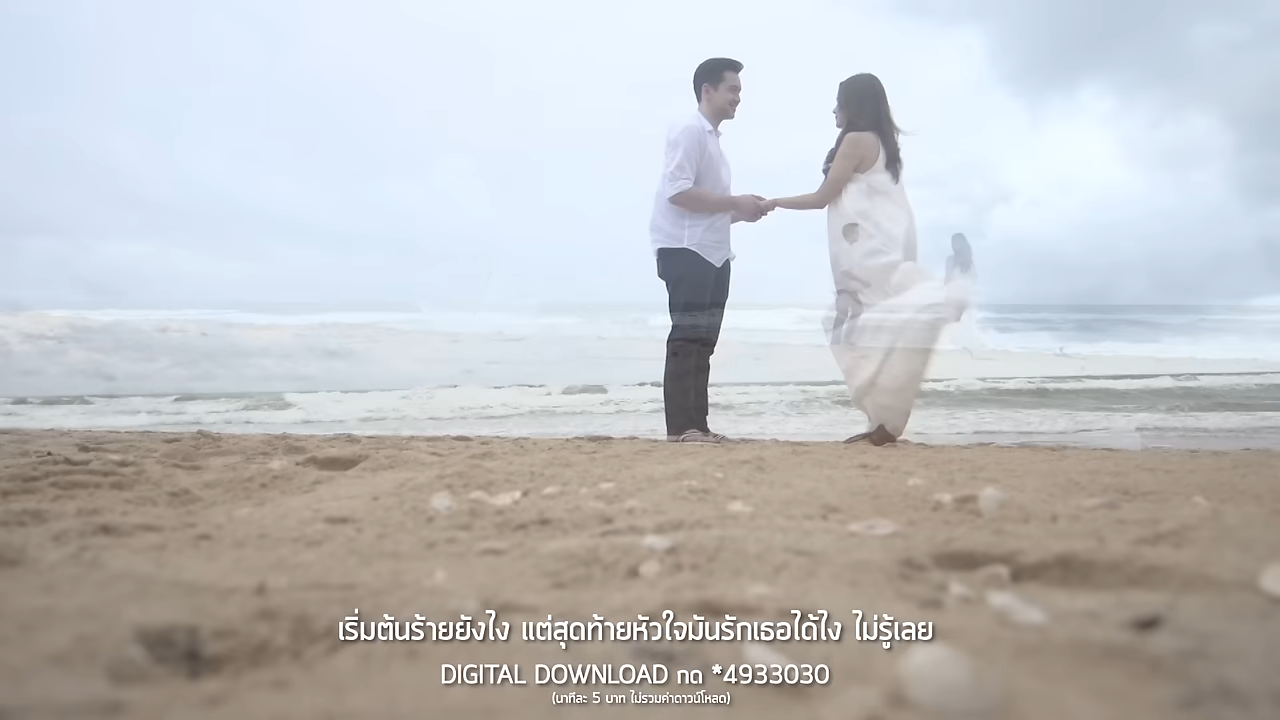 เริ่มต้นร้ายยังไง แต่สุดท้ายหัวใจมันรักเธอได้ไง ไม่รู้เลย
DIGITAL DOWNLOAD กด *4933030
(นาทีละ 5 บาท ไม่รวมค่าดาวน์โหลด)